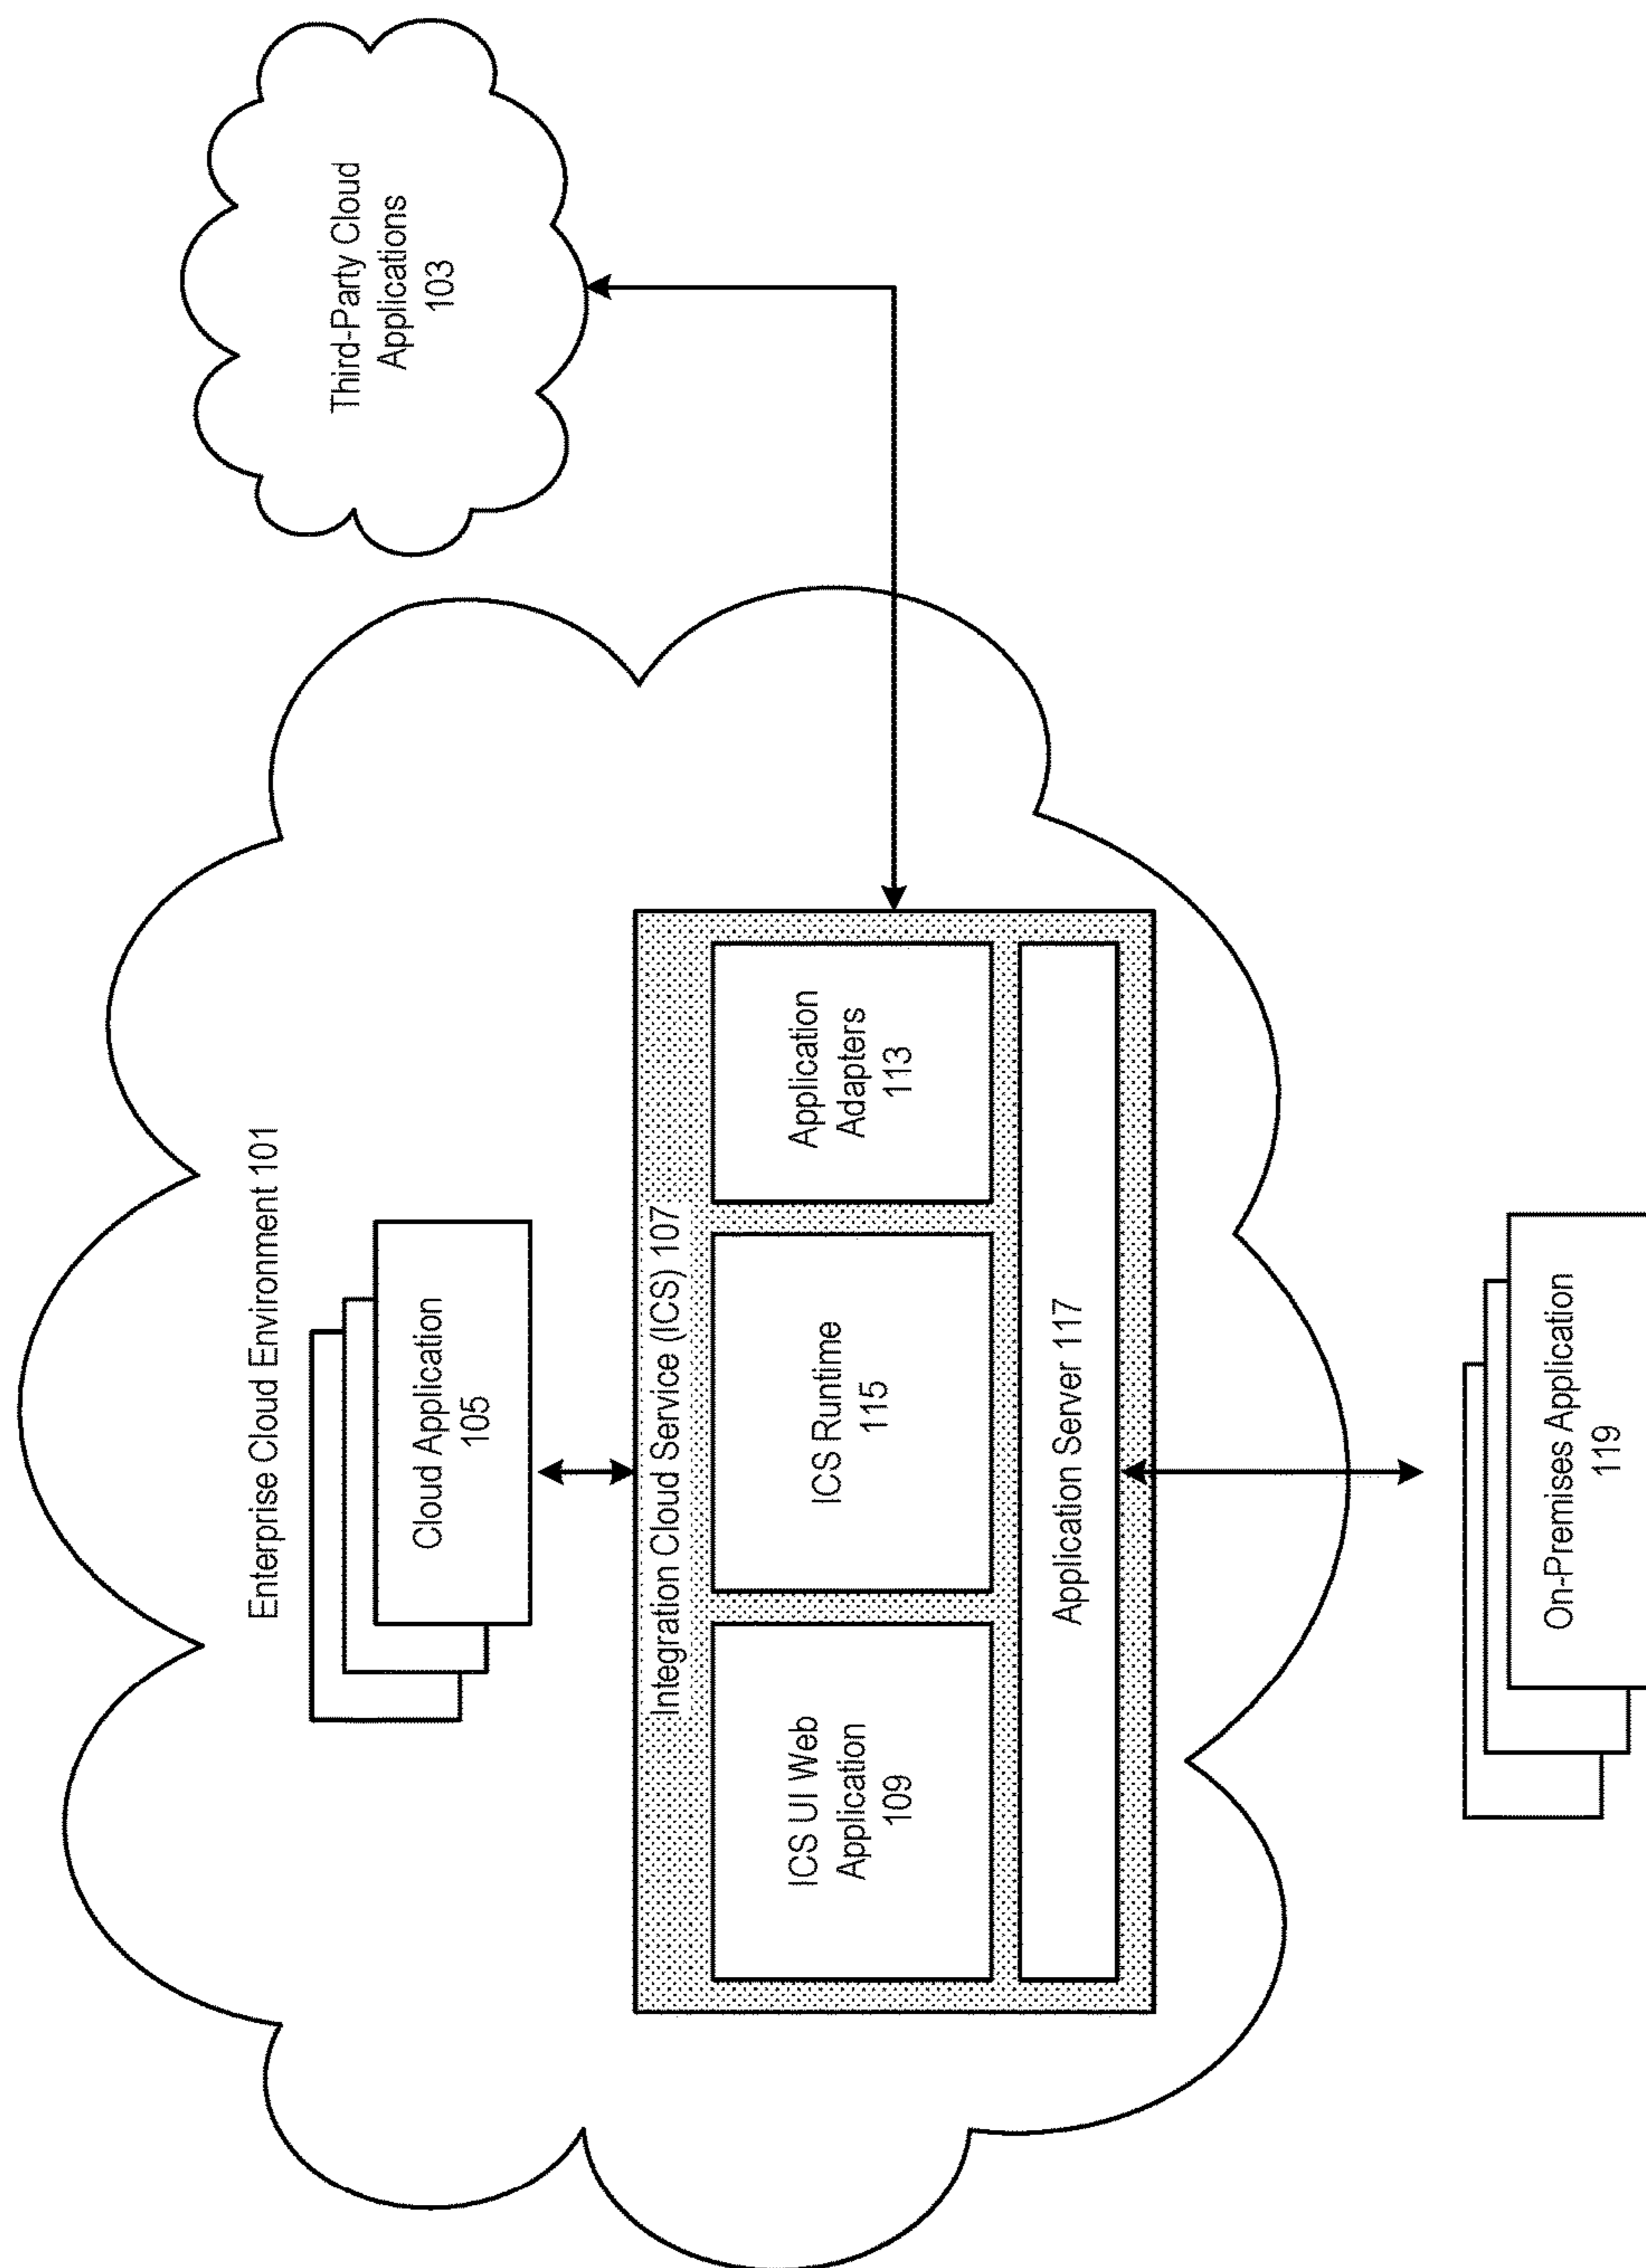 Enterprise Cloud Environment 101
Cloud Application
105
Third-Party Cloud
Applications
103
Integration Cloud Service (ICS) 107
ICS UI Web
Application
109
ICS Runtime
115
Application
Adapters
113
Application Server 117
On-Premises Application
119